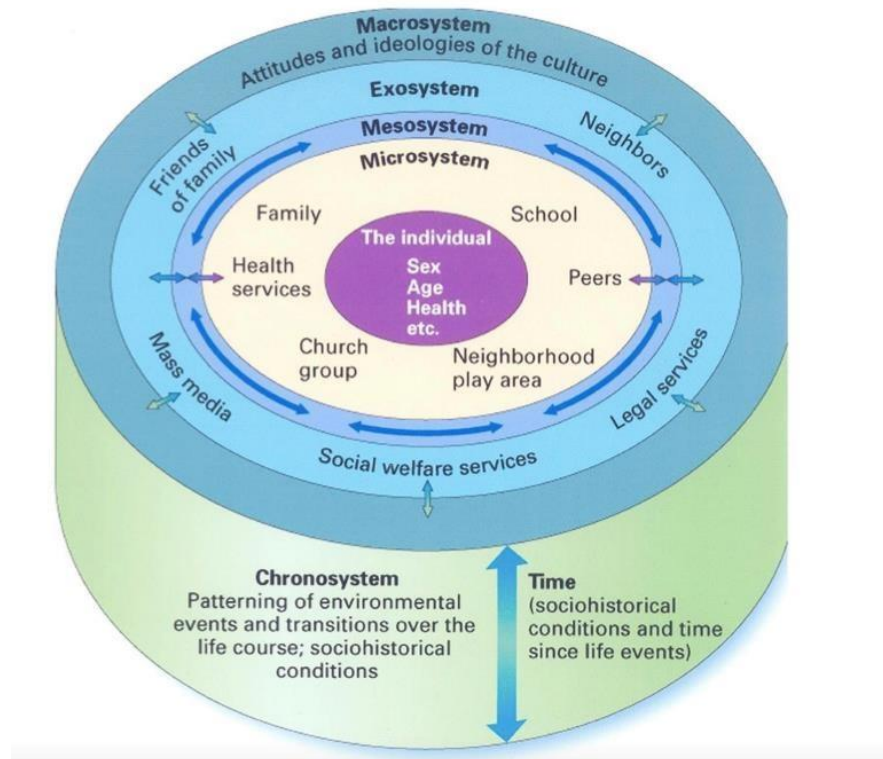 Macrosystem
Attitudes and ideologies of the culture
Exosystem
Mesosystem
Microsystem
Friends
of family
Neighbors
Family
School
The individual
Sex
Age
Health
etc.
Health
services
Peers
Church
group
Neighborhood
play area
Mass media
Legal services
Social welfare services
Chronosystem
Patterning of environmental
events and transitions over the
life course; sociohistorical
conditions
Time
(sociohistorical
conditions and time
since life events)